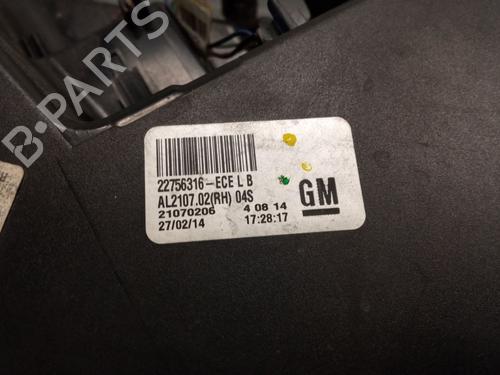 B-PARTS
22756316-ECE L B
AL2107.02(RH) 04S
21070206 4 08 14
27/02/14 17:28:17
GM